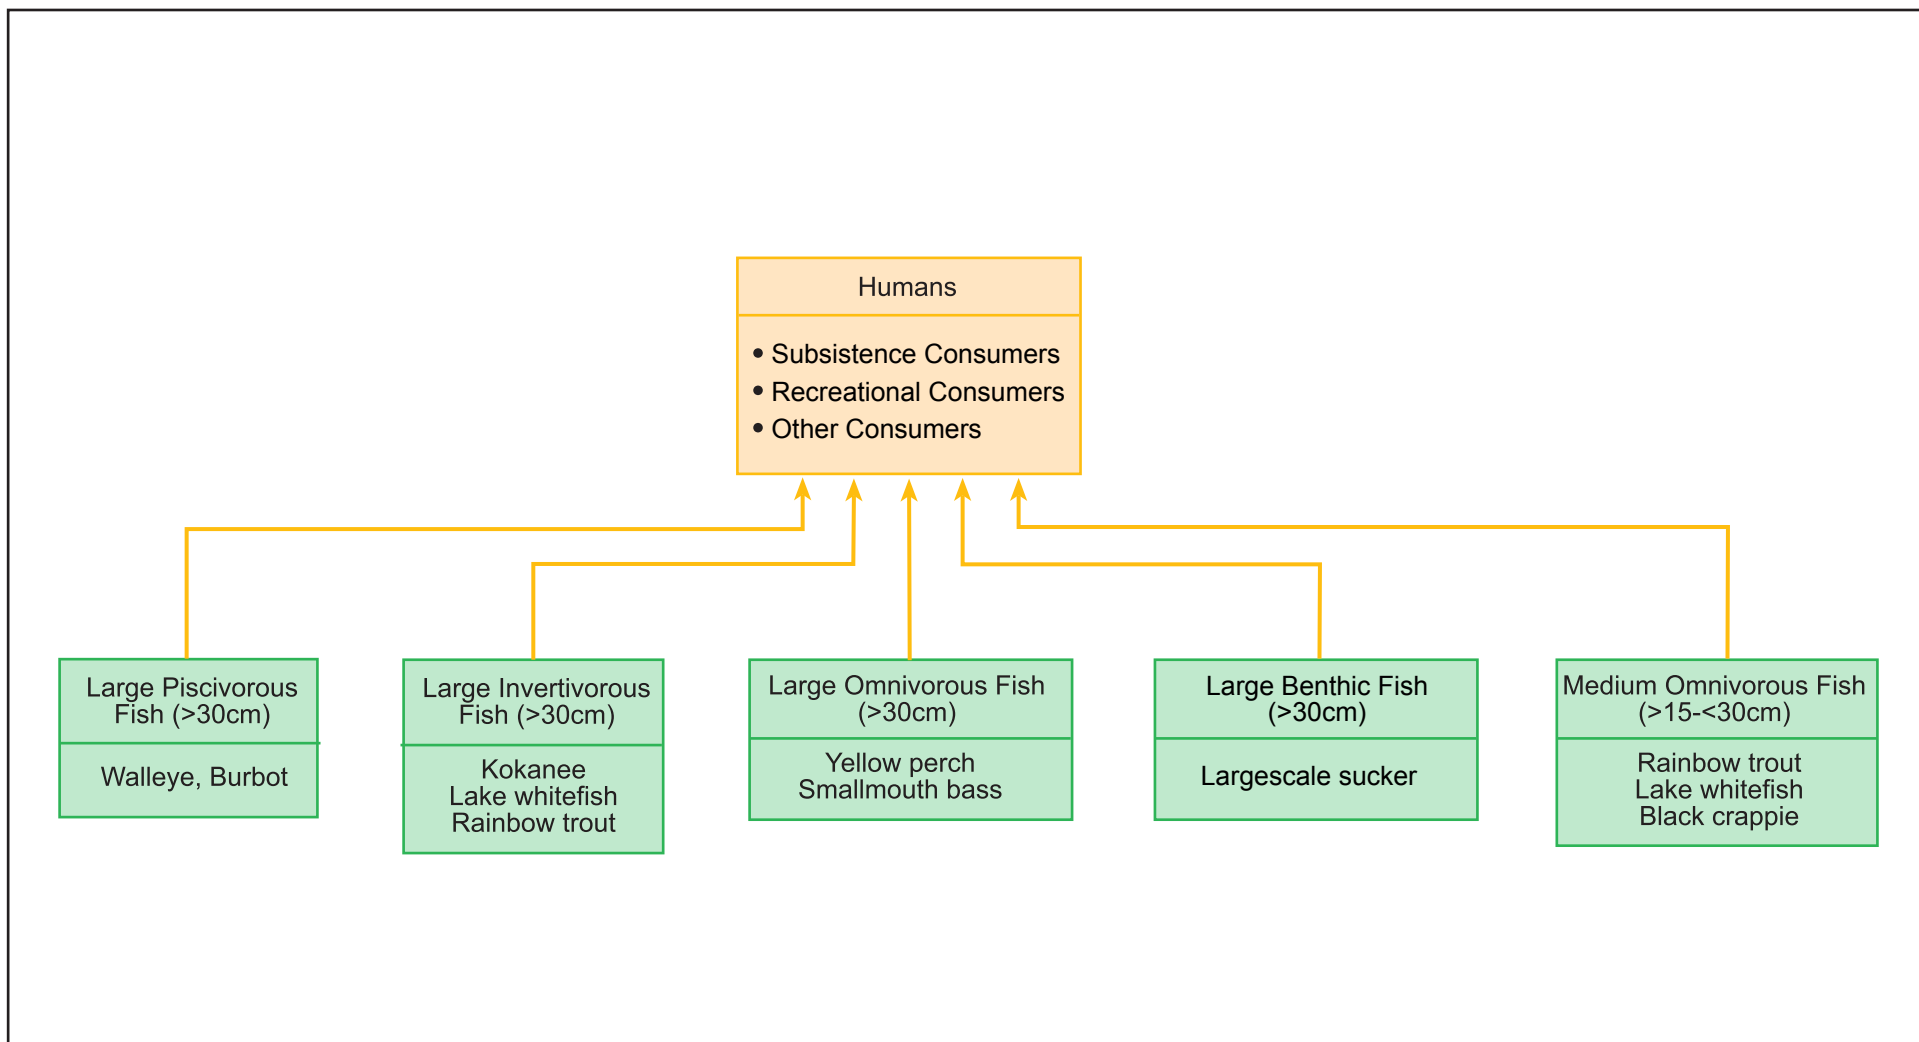 Humans
• Subsistence Consumers
• Recreational Consumers
• Other Consumers
Large Piscivorous
Fish (>30cm)
Walleye, Burbot
Large Invertivorous
Fish (>30cm)
Kokanee
Lake whitefish
Rainbow trout
Large Omnivorous Fish
(>30cm)
Yellow perch
Smallmouth bass
Large Benthic Fish
(>30cm)
Largescale sucker
Medium Omnivorous Fish
(>15-<30cm)
Rainbow trout
Lake whitefish
Black crappie